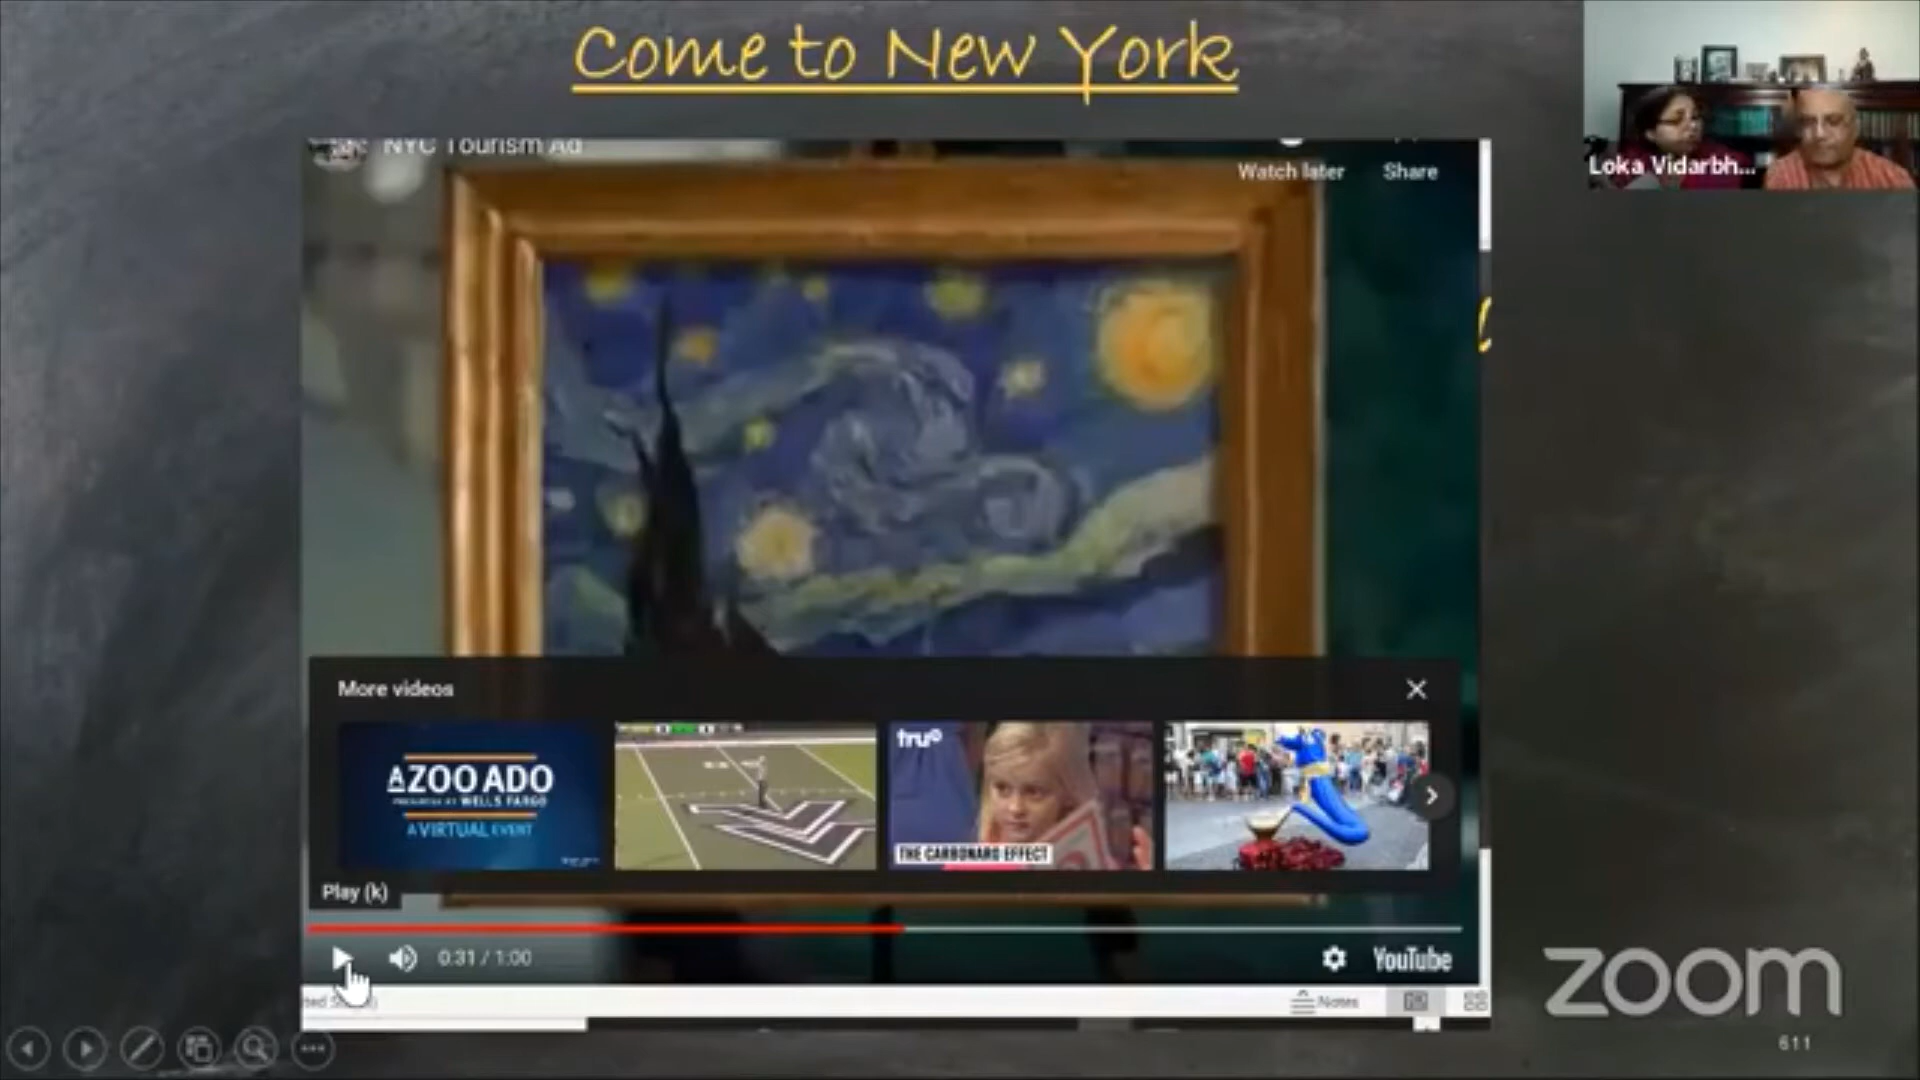 Come to New York
NYC Tourism Ad
Watch later
Share
Loka Vidarbh...
More videos
A ZOO ADO
PRESENTED BY WELLS FARGO
A VIRTUAL EVENT
tru
THE CARBONARO EFFECT
Play (k)
0:31 / 1:00
YouTube
Notes
zoom
611